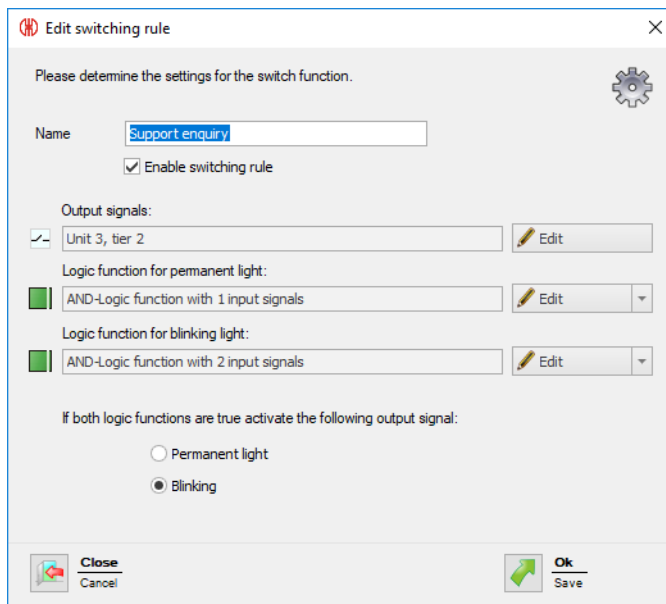 Edit switching rule
Please determine the settings for the switch function.
Name
Support enquiry
Enable switching rule
Output signals:
Unit 3, tier 2
Edit
Logic function for permanent light:
AND-Logic function with 1 input signals
Edit
Logic function for blinking light:
AND-Logic function with 2 input signals
Edit
If both logic functions are true activate the following output signal:
Permanent light
Blinking
Close
Cancel
Ok
Save